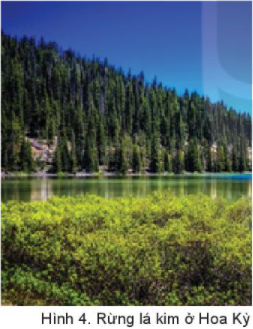 Hình 4. Rừng lá kim ở Hoa Kỳ